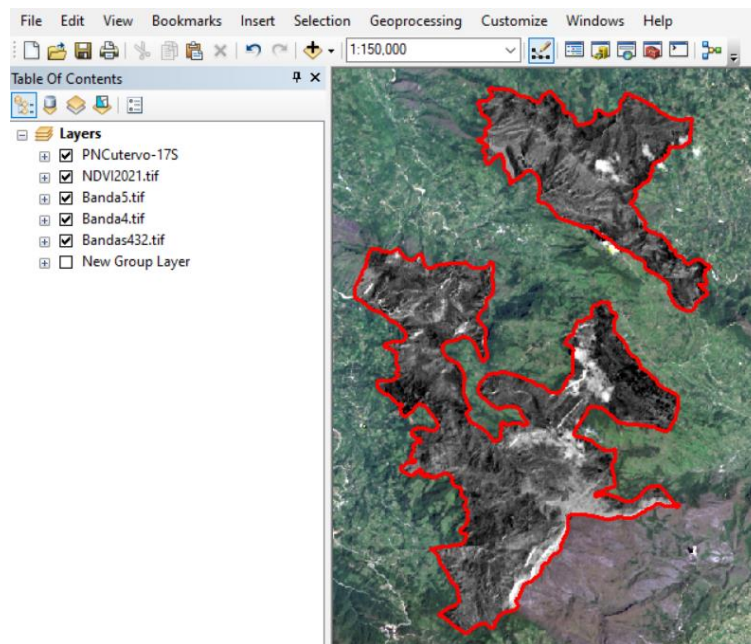 File Edit View Bookmarks Insert Selection Geoprocessing Customize Windows Help
1:150,000
Table Of Contents
Layers
PNCutervo-17S
NDVI2021.tif
Banda5.tif
Banda4.tif
Bandas432.tif
New Group Layer